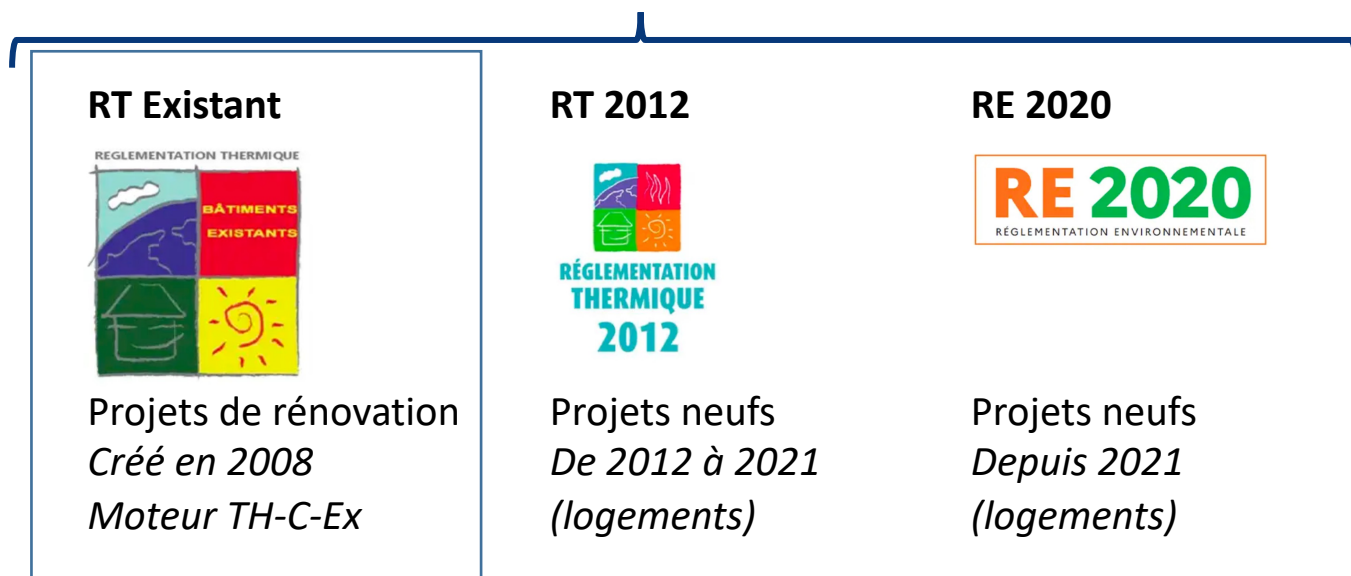 RT Existant
REGLEMENTATION THERMIQUE
BÂTIMENTS
EXISTANTS
Projets de rénovation
Créé en 2008
Moteur TH-C-Ex
RT 2012
RÉGLEMENTATION
THERMIQUE
2012
Projets neufs
De 2012 à 2021
(logements)
RE 2020
RE 2020
RÉGLEMENTATION ENVIRONNEMENTALE
Projets neufs
Depuis 2021
(logements)